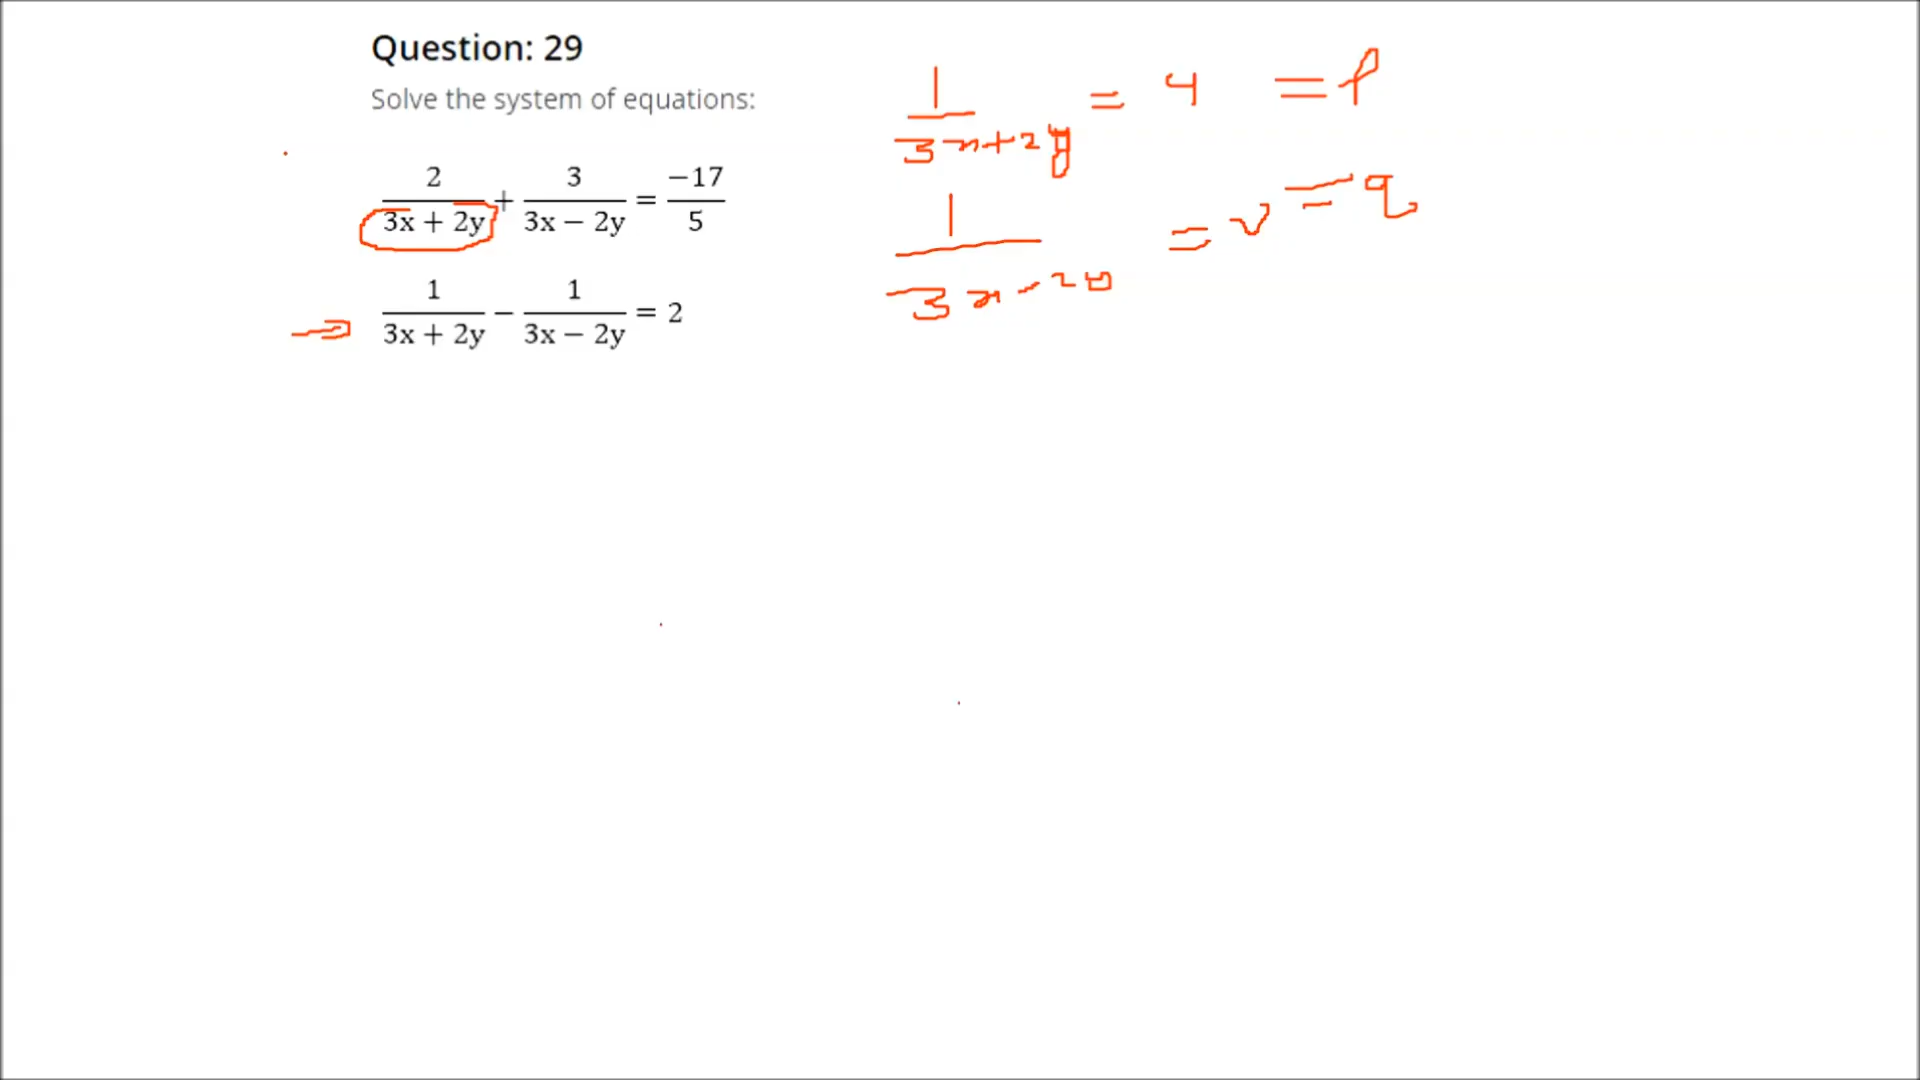 Question: 29
Solve the system of equations:
2/(3x + 2y) + 3/(3x − 2y) = −17/5
1/(3x + 2y) − 1/(3x − 2y) = 2
1/(3x+2y) = 4 = p
1/(3x-2y) = v = q